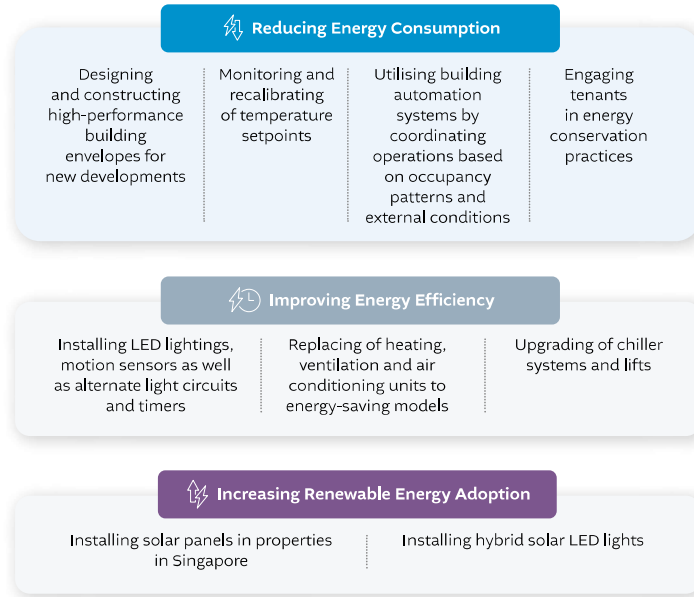 Reducing Energy Consumption
Designing
and constructing
high-performance
building
envelopes for
new developments
Monitoring and
recalibrating
of temperature
setpoints
Utilising building
automation
systems by
coordinating
operations based
on occupancy
patterns and
external conditions
Engaging
tenants
in energy
conservation
practices
Improving Energy Efficiency
Installing LED lightings,
motion sensors as well
as alternate light circuits
and timers
Replacing of heating,
ventilation and air
conditioning units to
energy-saving models
Upgrading of chiller
systems and lifts
Increasing Renewable Energy Adoption
Installing solar panels in properties
in Singapore
Installing hybrid solar LED lights